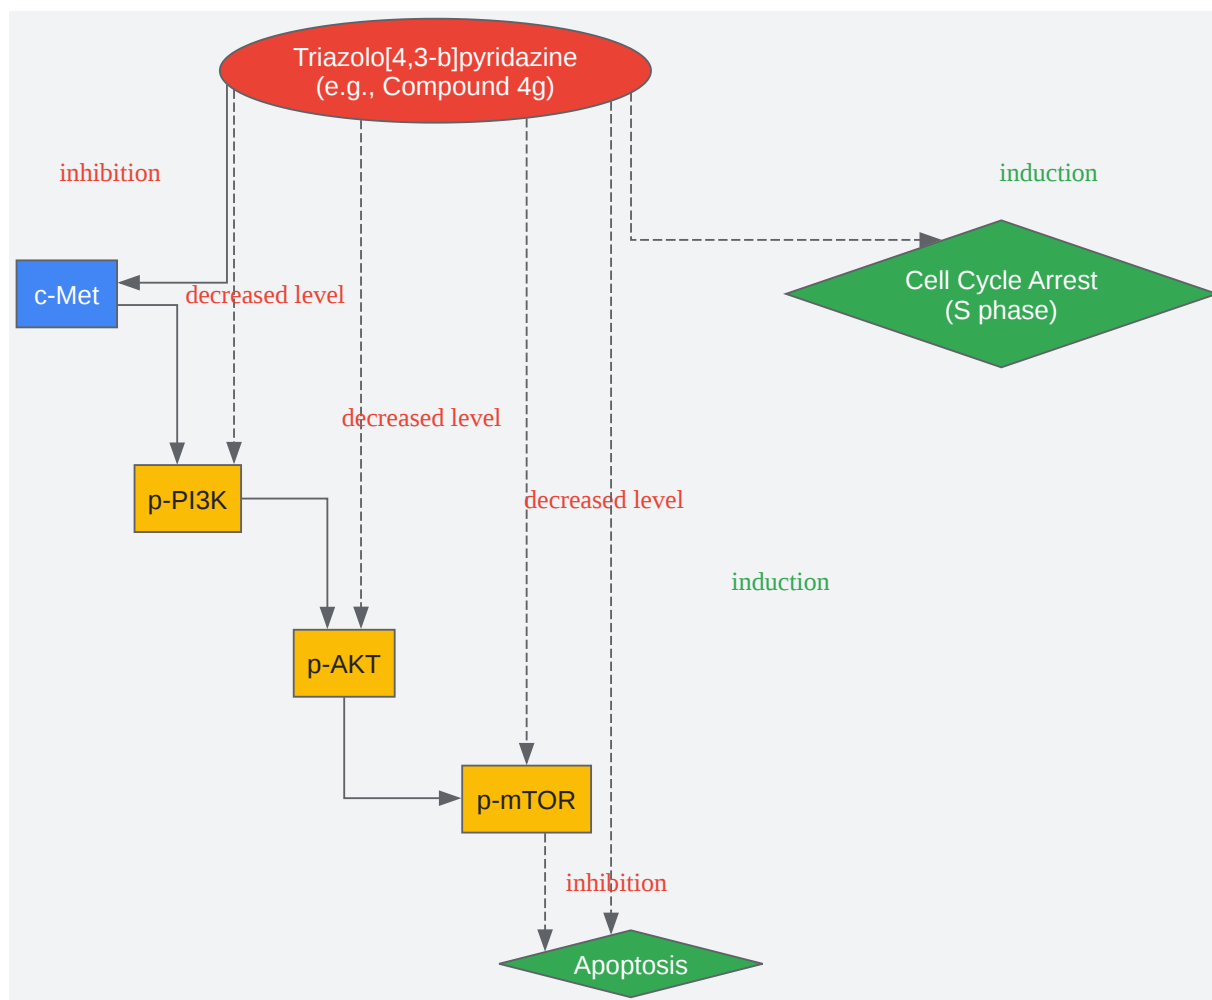 Triazolo[4,3-b]pyridazine
(e.g., Compound 4g)
inhibition
induction
Cell Cycle Arrest
(S phase)
c-Met
decreased level
decreased level
p-PI3K
decreased level
induction
p-AKT
p-mTOR
inhibition
Apoptosis